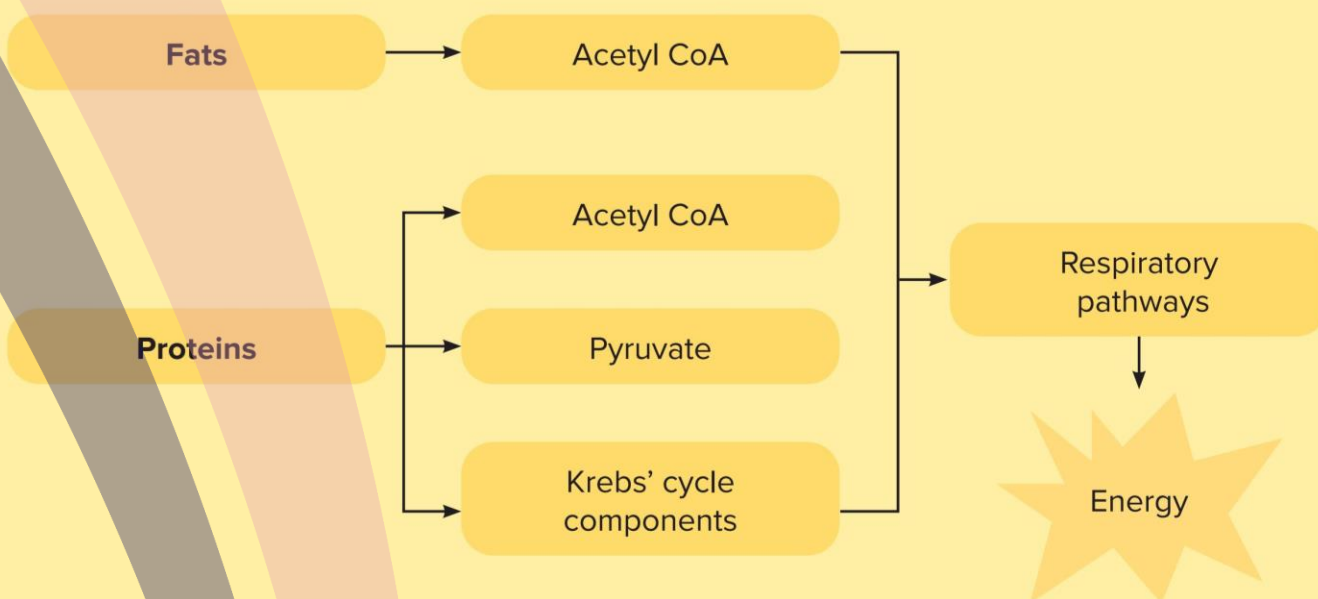 Fats
Acetyl CoA
Acetyl CoA
Proteins
Pyruvate
Krebs’ cycle
components
Respiratory
pathways
Energy